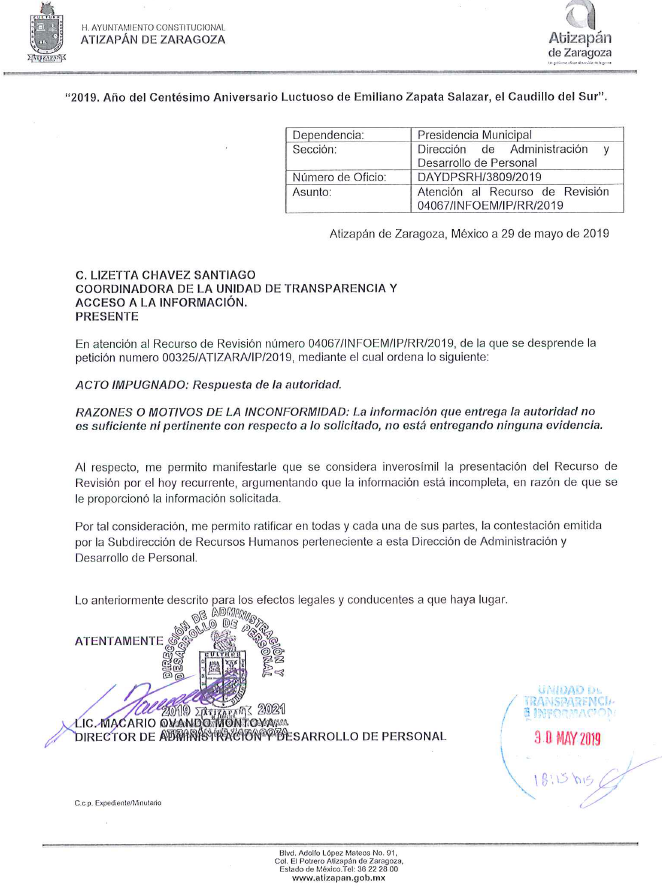 H. AYUNTAMIENTO CONSTITUCIONAL
ATIZAPÁN DE ZARAGOZA
Atizapán
de Zaragoza
"2019. Año del Centésimo Aniversario Luctuoso de Emiliano Zapata Salazar, el Caudillo del Sur".
Dependencia: Presidencia Municipal
Sección: Dirección de Administración y
Desarrollo de Personal
Número de Oficio: DAYDPSRH/3809/2019
Asunto: Atención al Recurso de Revisión
04067/INFOEM/IP/RR/2019
Atizapán de Zaragoza, México a 29 de mayo de 2019
C. LIZETTA CHAVEZ SANTIAGO
COORDINADORA DE LA UNIDAD DE TRANSPARENCIA Y
ACCESO A LA INFORMACIÓN.
PRESENTE
En atención al Recurso de Revisión número 04067/INFOEM/IP/RR/2019, de la que se desprende la
petición numero 00325/ATIZARA/IP/2019, mediante el cual ordena lo siguiente:
ACTO IMPUGNADO: Respuesta de la autoridad.
RAZONES O MOTIVOS DE LA INCONFORMIDAD: La información que entrega la autoridad no
es suficiente ni pertinente con respecto a lo solicitado, no está entregando ninguna evidencia.
Al respecto, me permito manifestarle que se considera inverosímil la presentación del Recurso de
Revisión por el hoy recurrente, argumentando que la información está incompleta, en razón de que se
le proporcionó la información solicitada.
Por tal consideración, me permito ratificar en todas y cada una de sus partes, la contestación emitida
por la Subdirección de Recursos Humanos perteneciente a esta Dirección de Administración y
Desarrollo de Personal.
Lo anteriormente descrito para los efectos legales y conducentes a que haya lugar.
ATENTAMENTE
DIRECCIÓN DE ADMINISTRACIÓN Y
DESARROLLO DE PERSONAL
2019 ATIZAPAN 2021
LIC. MACARIO OVANDO MONTOYA.
DIRECTOR DE ADMINISTRACIÓN Y DESARROLLO DE PERSONAL
UNIDAD DE
TRANSPARENCIA
E INFORMACION
30 MAY 2019
18:15 hrs
C.c.p. Expediente/Minutario
Blvd. Adolfo López Mateos No. 91,
Col. El Potrero Atizapán de Zaragoza,
Estado de México.Tel: 36 22 28 00
www.atizapan.gob.mx